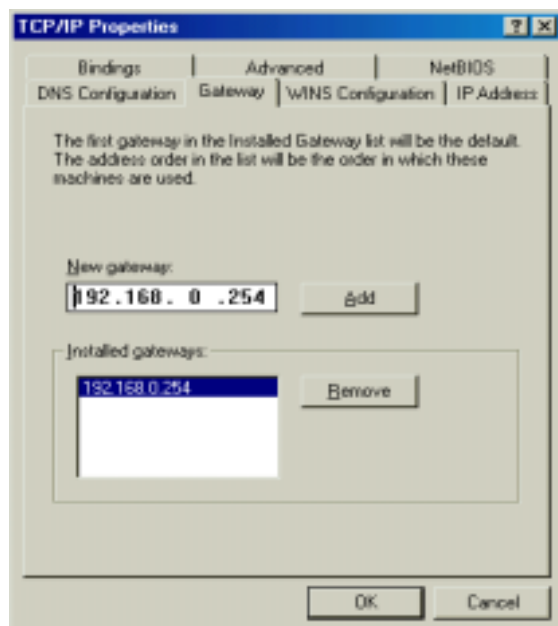 TCP/IP Properties
Bindings Advanced NetBIOS
DNS Configuration Gateway WINS Configuration IP Address
The first gateway in the Installed Gateway list will be the default.
The address order in the list will be the order in which these
machines are used.
New gateway:
192.168. 0 .254 Add
Installed gateways:
192.168.0.254 Remove
OK Cancel